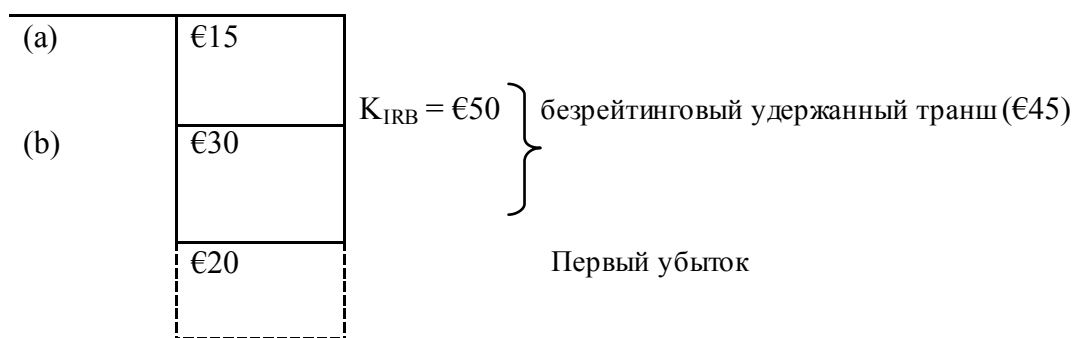 (a) €15
K_IRB = €50 безрейтинговый удержанный транш (€45)
(b) €30
€20 Первый убыток